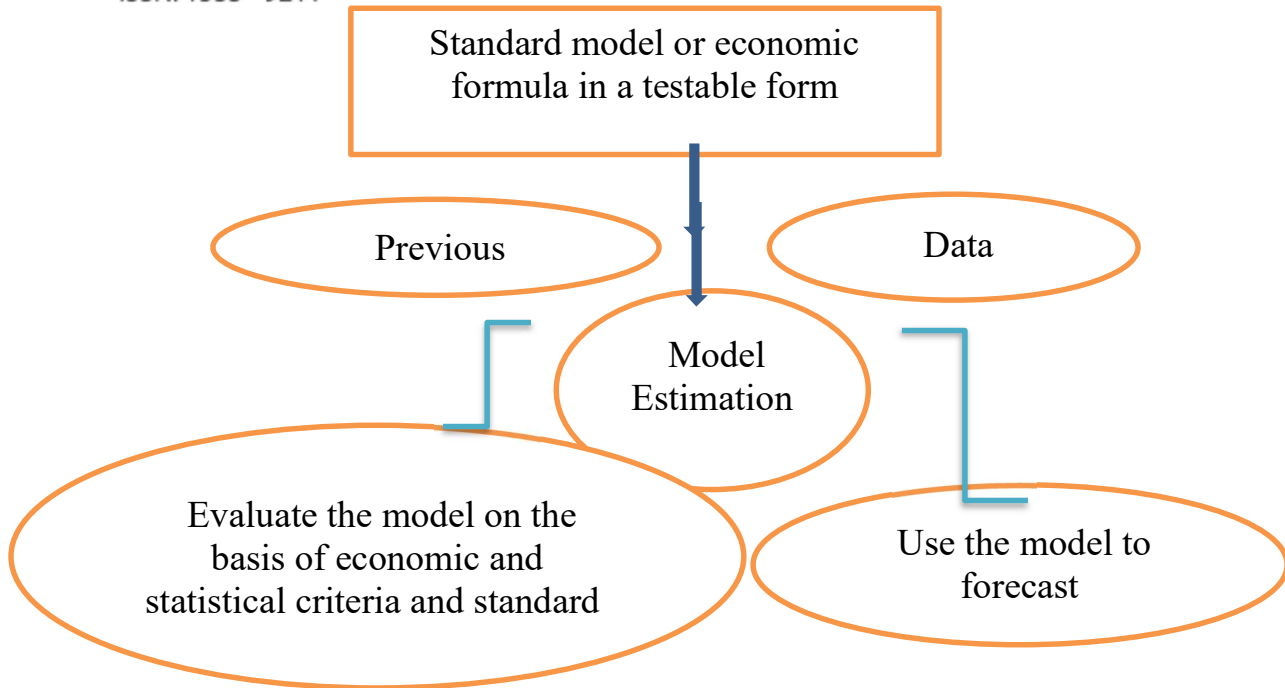 Standard model or economic
formula in a testable form
Previous
Data
Model
Estimation
Evaluate the model on the
basis of economic and
statistical criteria and standard
Use the model to
forecast